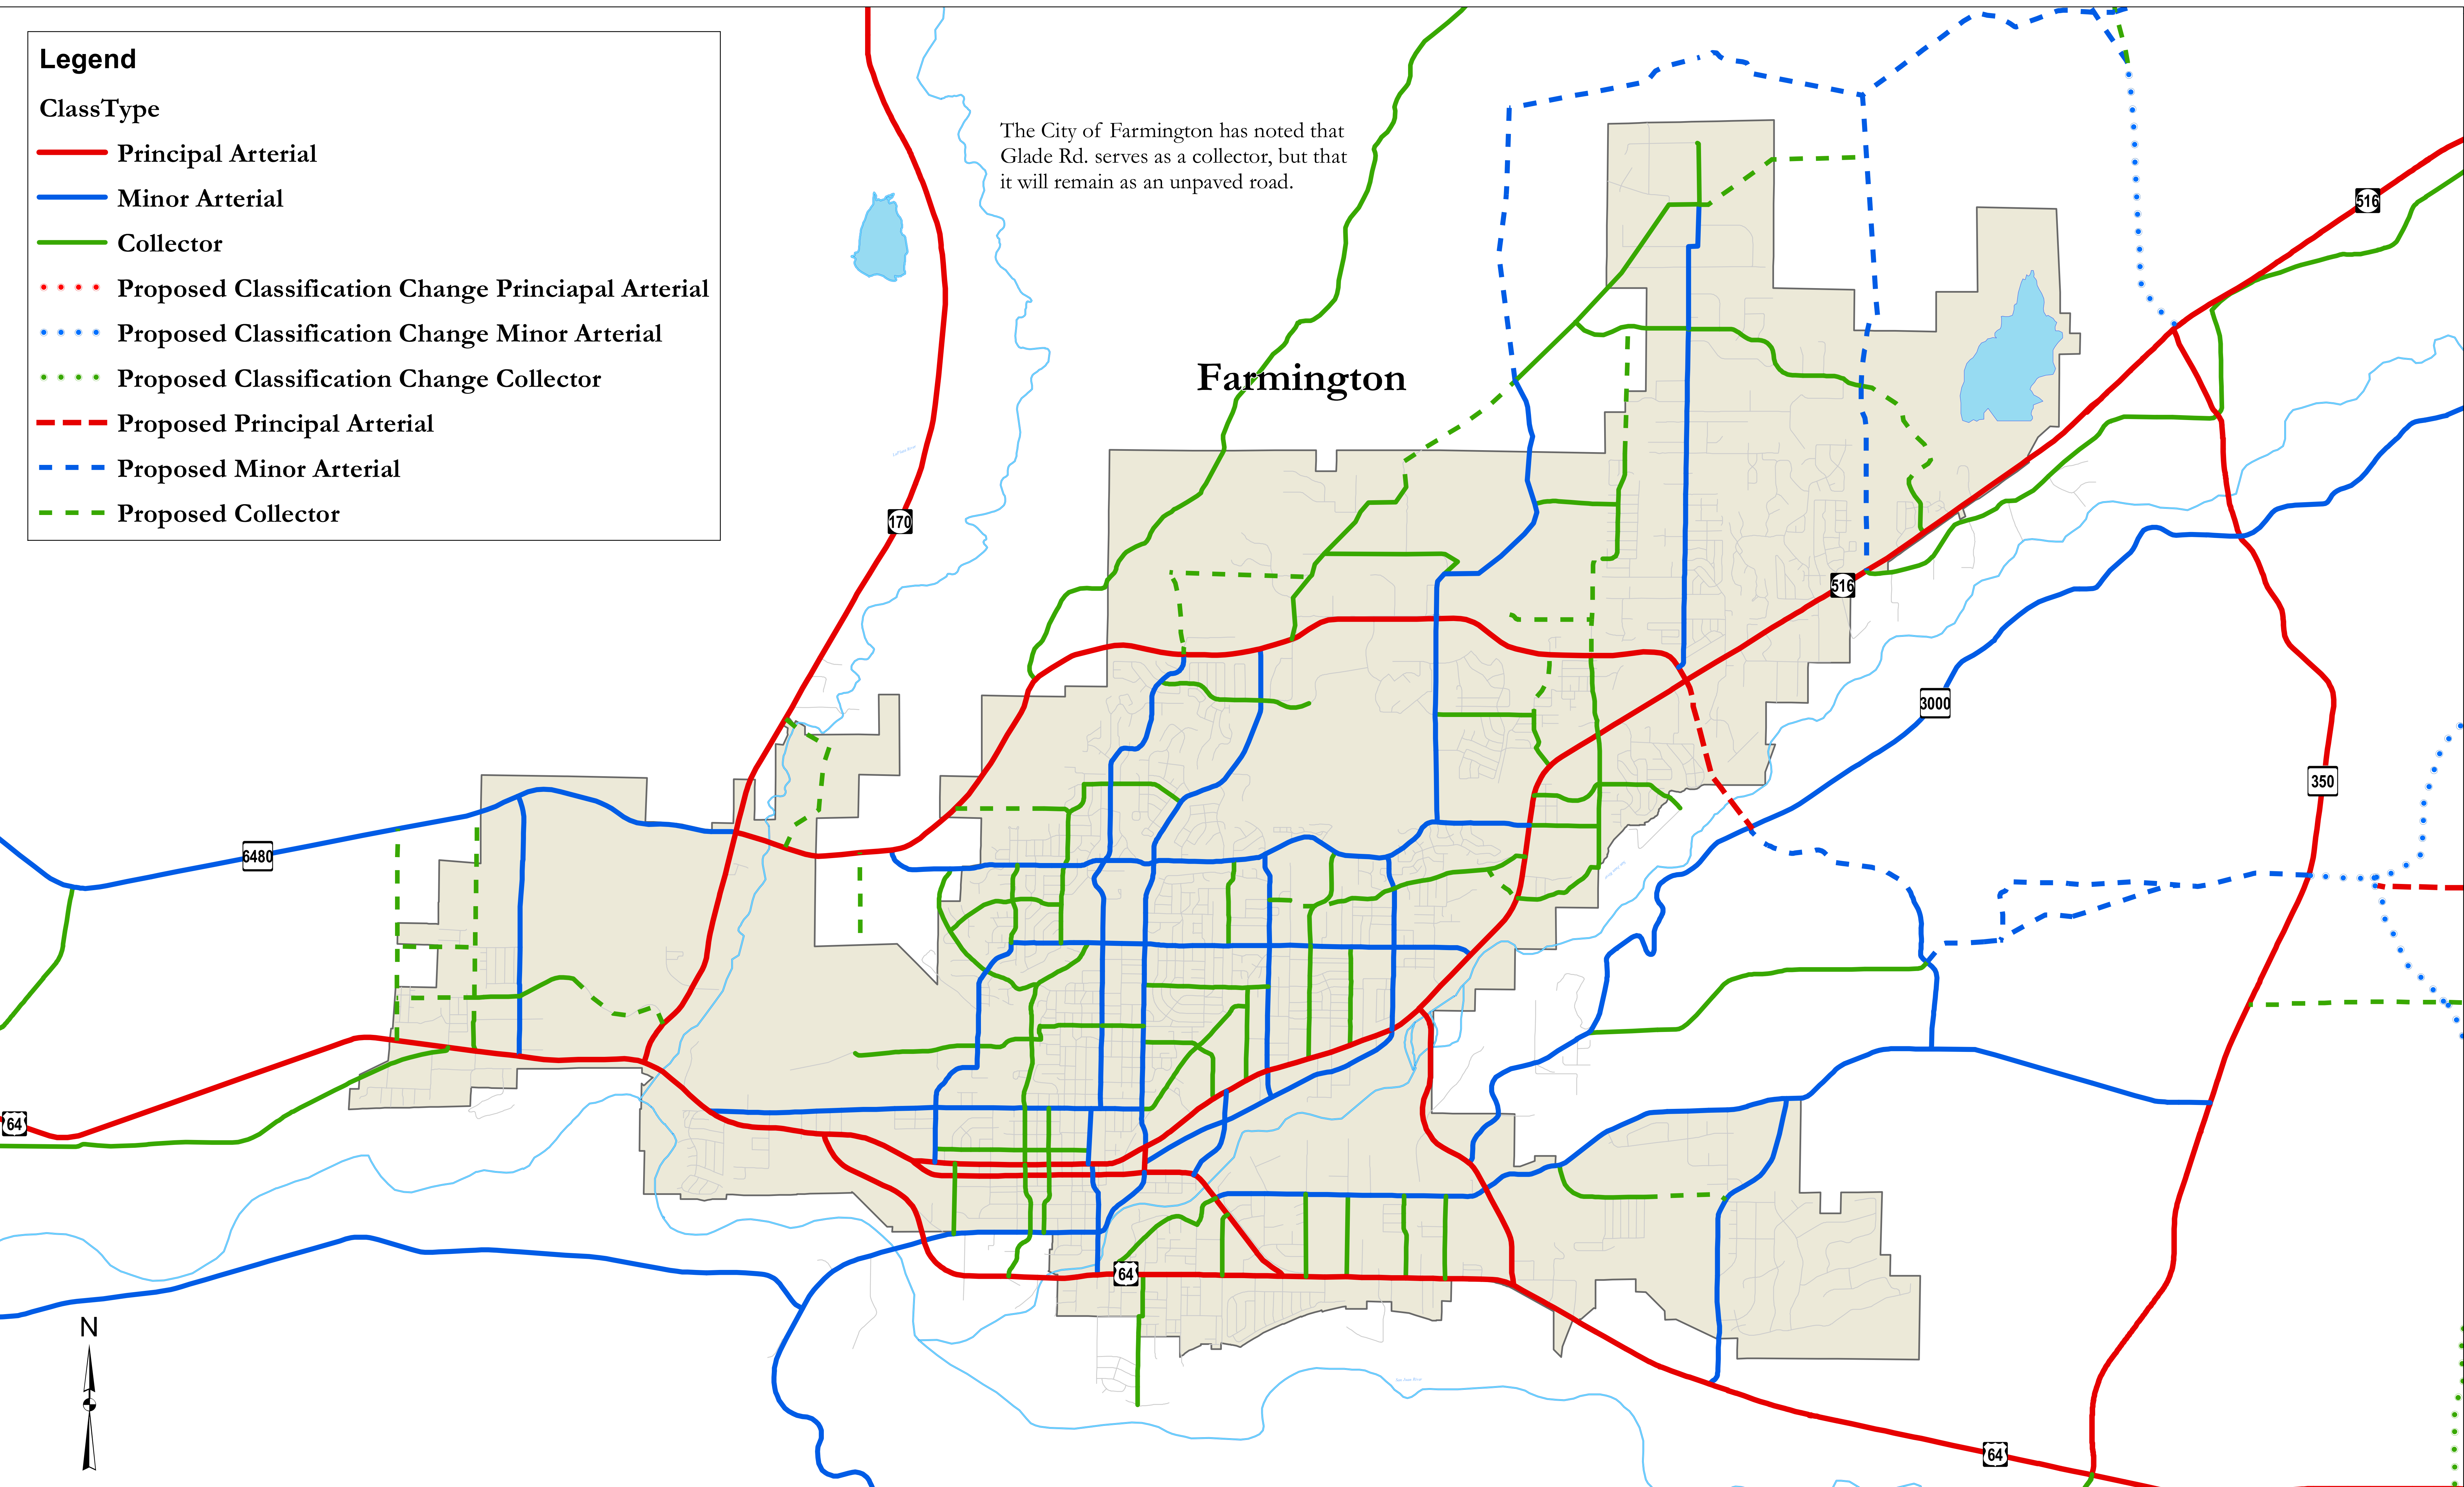 Legend
ClassType
Principal Arterial
Minor Arterial
Collector
Proposed Classification Change Princiapal Arterial
Proposed Classification Change Minor Arterial
Proposed Classification Change Collector
Proposed Principal Arterial
Proposed Minor Arterial
Proposed Collector
The City of Farmington has noted that
Glade Rd. serves as a collector, but that
it will remain as an unpaved road.
516
Farmington
170
516
3000
350
6480
64
64
N
64